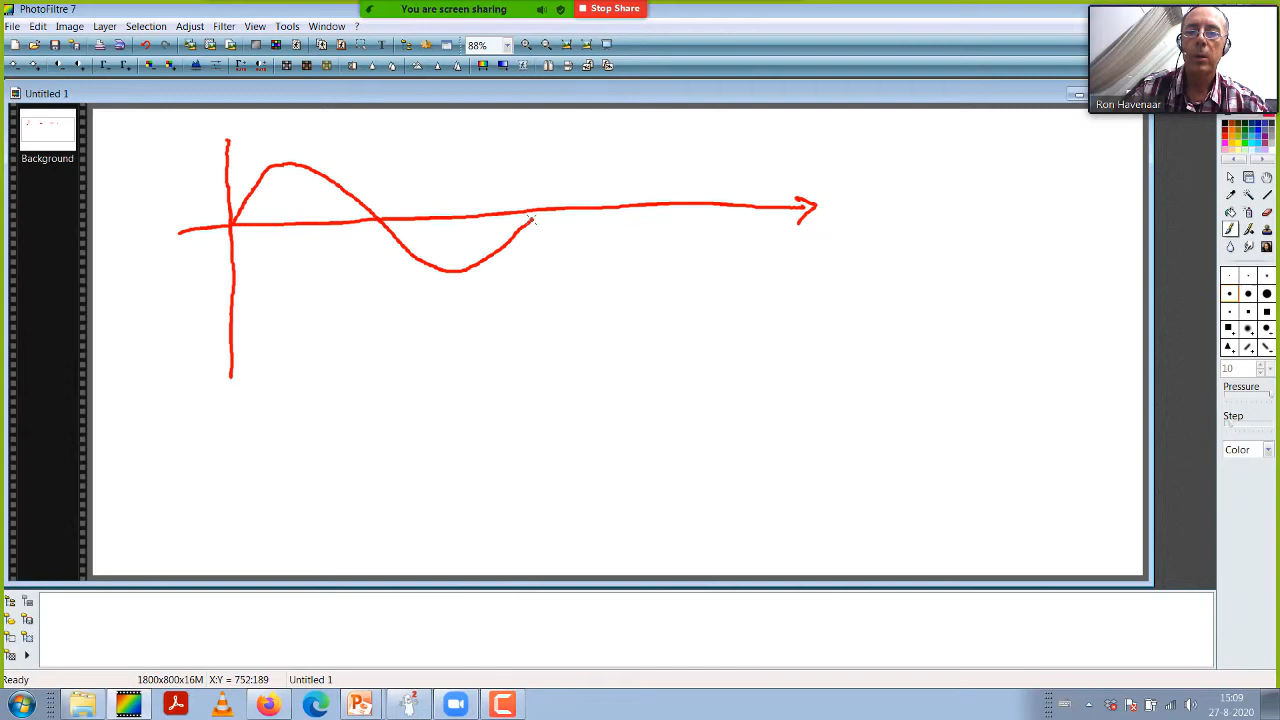 PhotoFiltre 7
You are screen sharing
Stop Share
File Edit Image Layer Selection Adjust Filter View Tools Window ?
88%
Untitled 1
Background
Ron Havenaar
10
Pressure
Step
Color
Ready
1800x800x16M
X:Y = 752:189
Untitled 1
15:09
27-8-2020